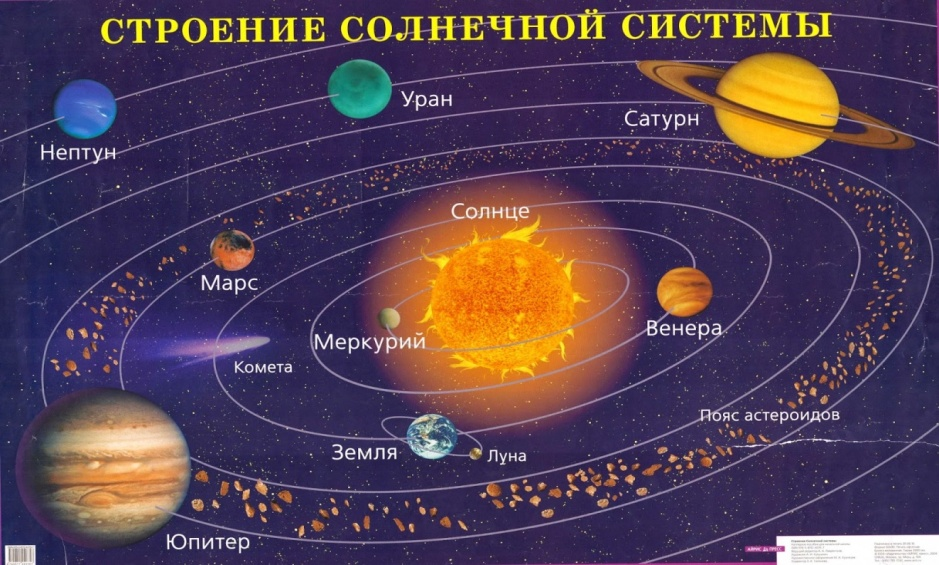 СТРОЕНИЕ СОЛНЕЧНОЙ СИСТЕМЫ
Нептун
Уран
Сатурн
Солнце
Марс
Меркурий
Венера
Комета
Пояс астероидов
Земля
Луна
Юпитер